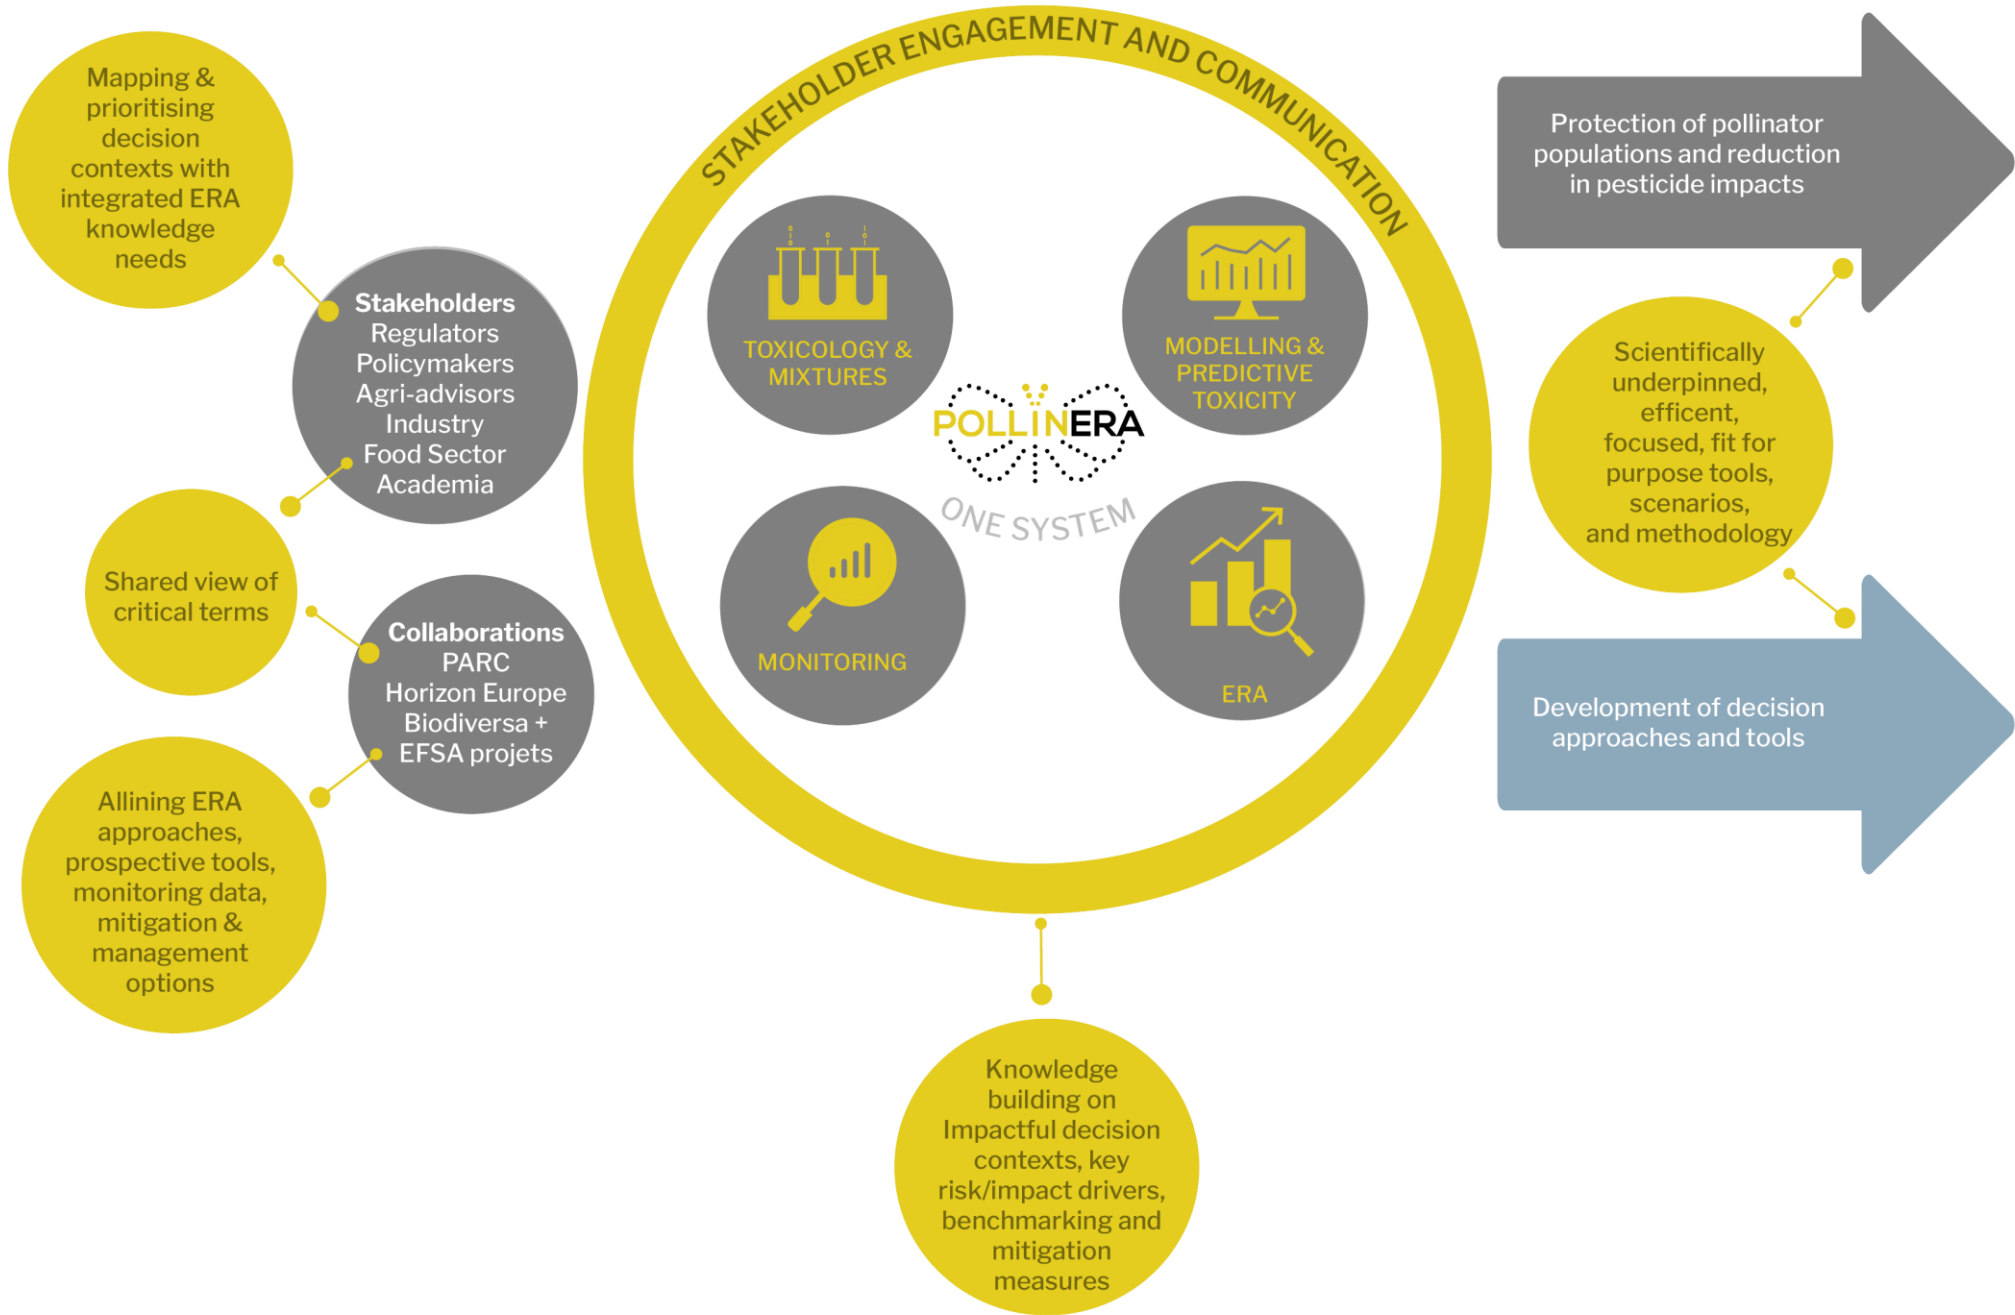 Mapping &
prioritising
decision
contexts with
integrated ERA
knowledge
needs
Stakeholders
Regulators
Policymakers
Agri-advisors
Industry
Food Sector
Academia
Shared view of
critical terms
Collaborations
PARC
Horizon Europe
Biodiversa +
EFSA projets
Allining ERA
approaches,
prospective tools,
monitoring data,
mitigation &
management
options
STAKEHOLDER ENGAGEMENT AND COMMUNICATION
TOXICOLOGY &
MIXTURES
MODELLING &
PREDICTIVE
TOXICITY
POLLINERA
ONE SYSTEM
MONITORING
ERA
Knowledge
building on
Impactful decision
contexts, key
risk/impact drivers,
benchmarking and
mitigation
measures
Protection of pollinator
populations and reduction
in pesticide impacts
Scientifically
underpinned,
efficent,
focused, fit for
purpose tools,
scenarios,
and methodology
Development of decision
approaches and tools